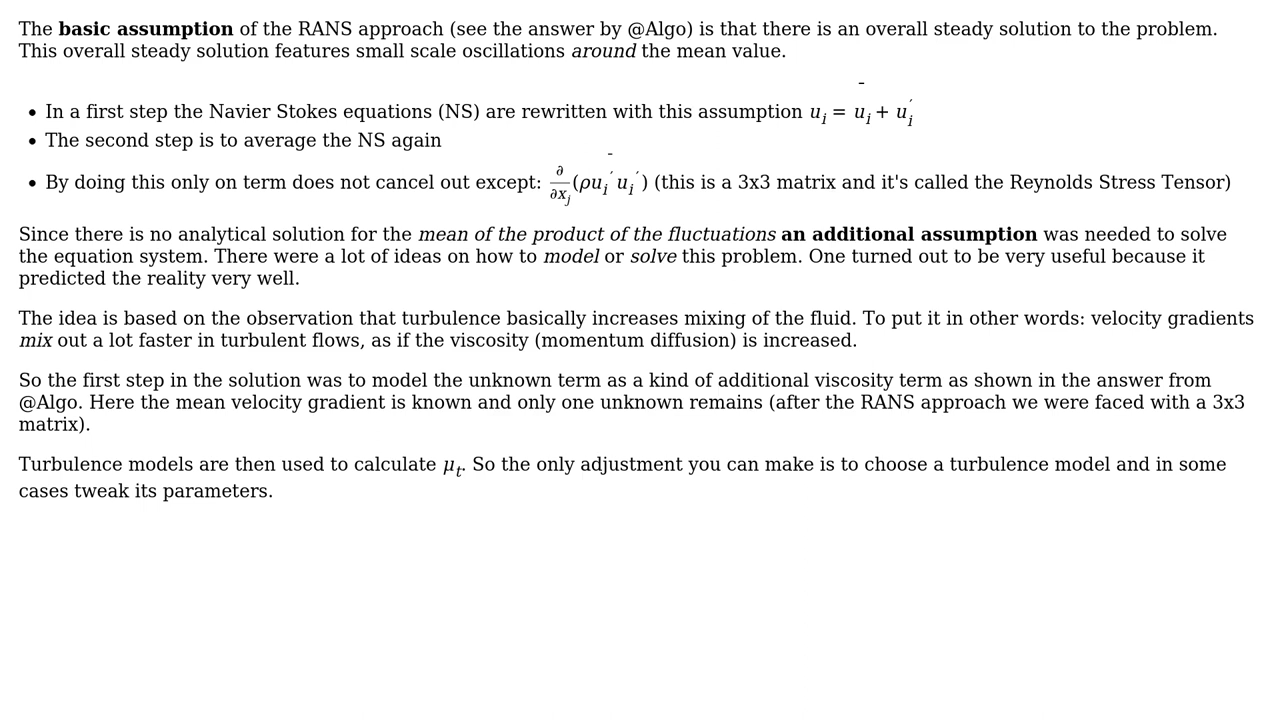 The basic assumption of the RANS approach (see the answer by @Algo) is that there is an overall steady solution to the problem.
This overall steady solution features small scale oscillations around the mean value.
• In a first step the Navier Stokes equations (NS) are rewritten with this assumption $u_i = \bar{u_i} + u_i^{'}$
• The second step is to average the NS again
• By doing this only on term does not cancel out except: $\frac{\partial}{\partial x_j}(\rho \bar{u_i^{'} u_i^{'}})$ (this is a 3x3 matrix and it's called the Reynolds Stress Tensor)
Since there is no analytical solution for the mean of the product of the fluctuations an additional assumption was needed to solve
the equation system. There were a lot of ideas on how to model or solve this problem. One turned out to be very useful because it
predicted the reality very well.
The idea is based on the observation that turbulence basically increases mixing of the fluid. To put it in other words: velocity gradients
mix out a lot faster in turbulent flows, as if the viscosity (momentum diffusion) is increased.
So the first step in the solution was to model the unknown term as a kind of additional viscosity term as shown in the answer from
@Algo. Here the mean velocity gradient is known and only one unknown remains (after the RANS approach we were faced with a 3x3
matrix).
Turbulence models are then used to calculate $\mu_t$. So the only adjustment you can make is to choose a turbulence model and in some
cases tweak its parameters.